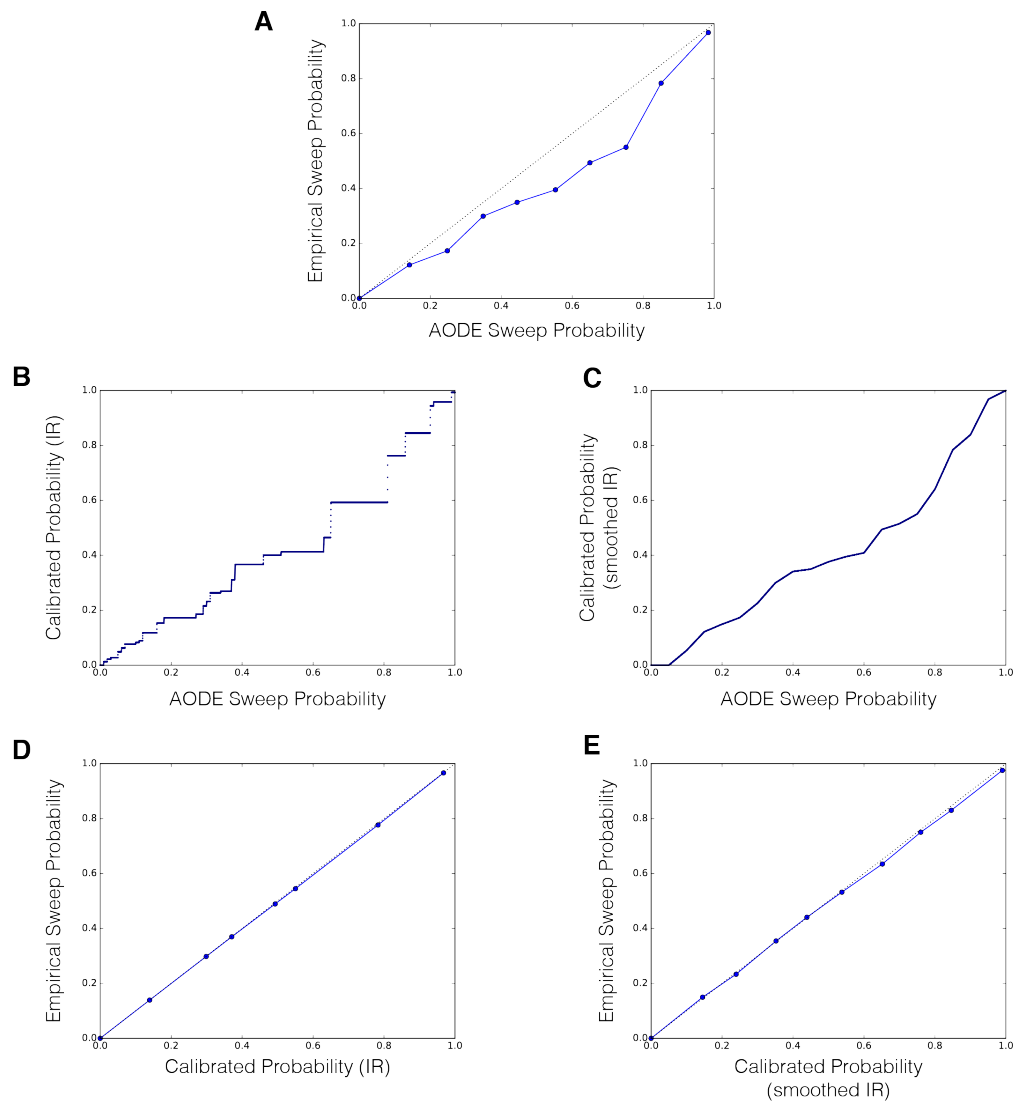 A
Empirical Sweep Probability
1.0
0.8
0.6
0.4
0.2
0.0
0.0 0.2 0.4 0.6 0.8 1.0
AODE Sweep Probability
B
Calibrated Probability (IR)
1.0
0.8
0.6
0.4
0.2
0.0
0.0 0.2 0.4 0.6 0.8 1.0
AODE Sweep Probability
C
Calibrated Probability
(smoothed IR)
1.0
0.8
0.6
0.4
0.2
0.0
0.0 0.2 0.4 0.6 0.8 1.0
AODE Sweep Probability
D
Empirical Sweep Probability
1.0
0.8
0.6
0.4
0.2
0.0
0.0 0.2 0.4 0.6 0.8 1.0
Calibrated Probability (IR)
E
Empirical Sweep Probability
1.0
0.8
0.6
0.4
0.2
0.0
0.0 0.2 0.4 0.6 0.8 1.0
Calibrated Probability
(smoothed IR)